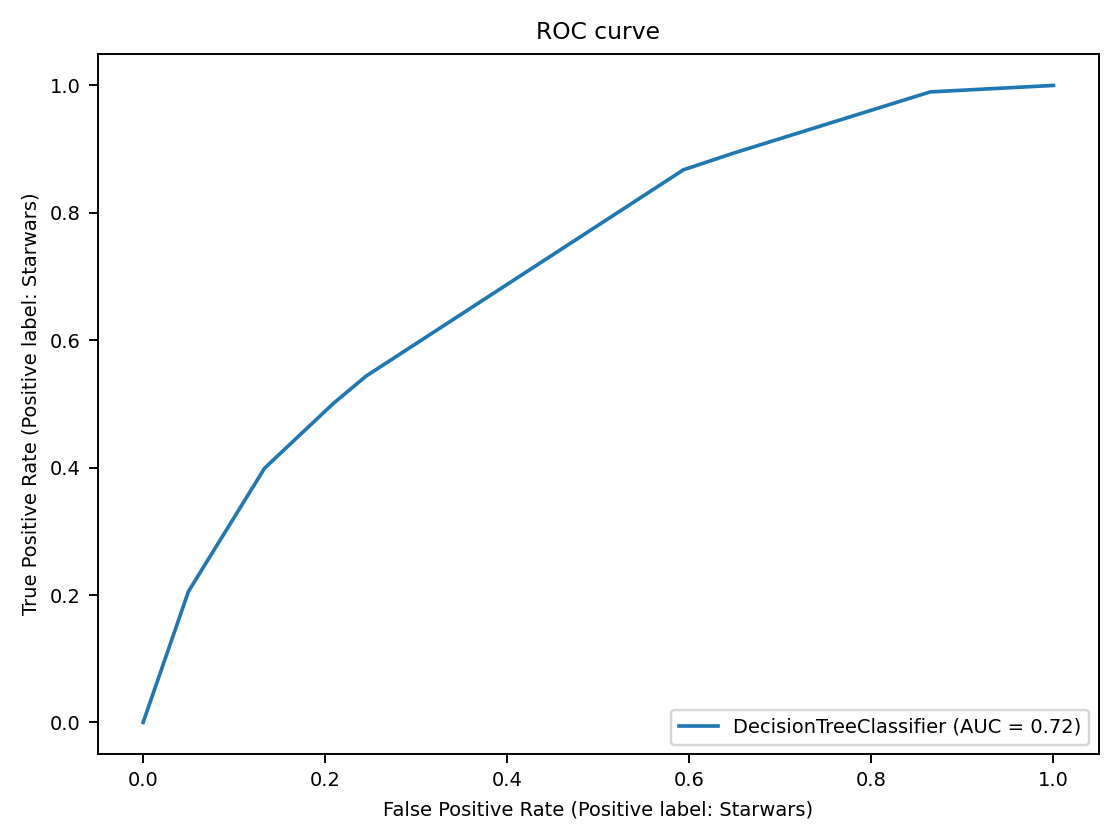 ROC curve
True Positive Rate (Positive label: Starwars)
1.0
0.8
0.6
0.4
0.2
0.0
DecisionTreeClassifier (AUC = 0.72)
0.0 0.2 0.4 0.6 0.8 1.0
False Positive Rate (Positive label: Starwars)